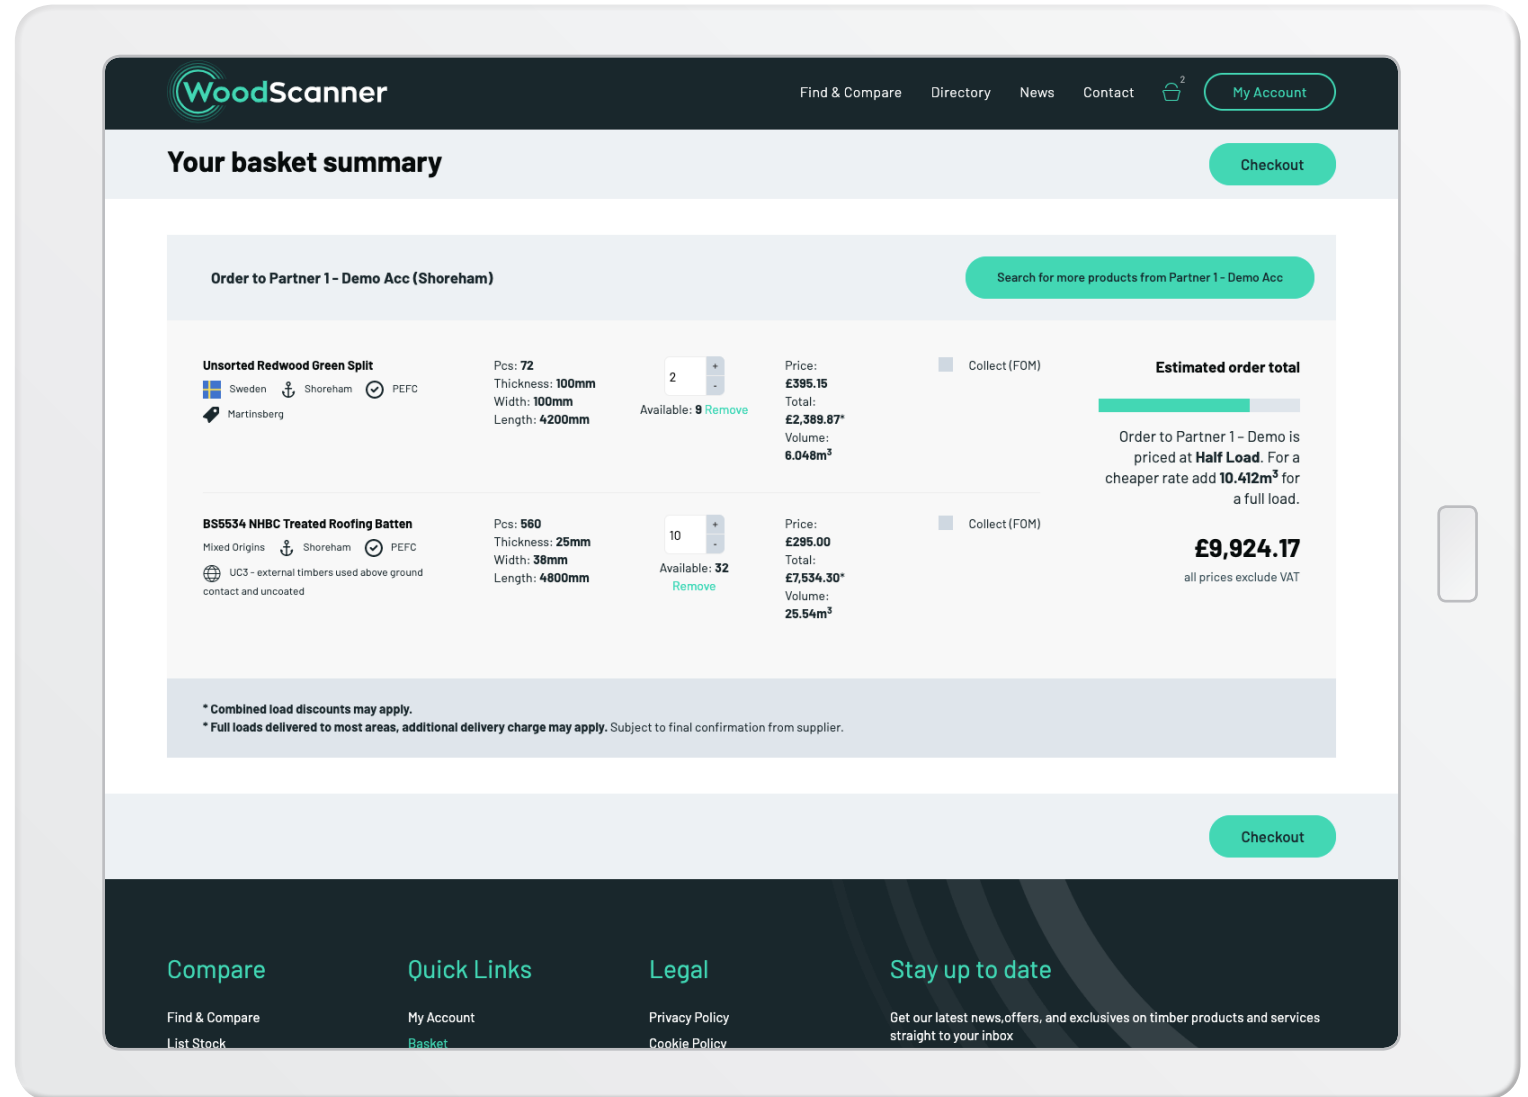 WoodScanner
Find & Compare
Directory
News
Contact
2
My Account
Your basket summary
Checkout
Order to Partner 1 - Demo Acc (Shoreham)
Search for more products from Partner 1 - Demo Acc
Unsorted Redwood Green Split
Sweden
Shoreham
PEFC
Martinsberg
Pcs: 72
Thickness: 100mm
Width: 100mm
Length: 4200mm
2
+
-
Available: 9 Remove
Price:
£395.15
Total:
£2,389.87*
Volume:
6.048m³
Collect (FOM)
BS5534 NHBC Treated Roofing Batten
Mixed Origins
Shoreham
PEFC
UC3 - external timbers used above ground
contact and uncoated
Pcs: 560
Thickness: 25mm
Width: 38mm
Length: 4800mm
10
+
-
Available: 32
Remove
Price:
£295.00
Total:
£7,534.30*
Volume:
25.54m³
Collect (FOM)
Estimated order total
Order to Partner 1 – Demo is
priced at Half Load. For a
cheaper rate add 10.412m³ for
a full load.
£9,924.17
all prices exclude VAT
* Combined load discounts may apply.
* Full loads delivered to most areas, additional delivery charge may apply. Subject to final confirmation from supplier.
Checkout
Compare
Find & Compare
List Stock
Quick Links
My Account
Basket
Legal
Privacy Policy
Cookie Policy
Stay up to date
Get our latest news,offers, and exclusives on timber products and services
straight to your inbox